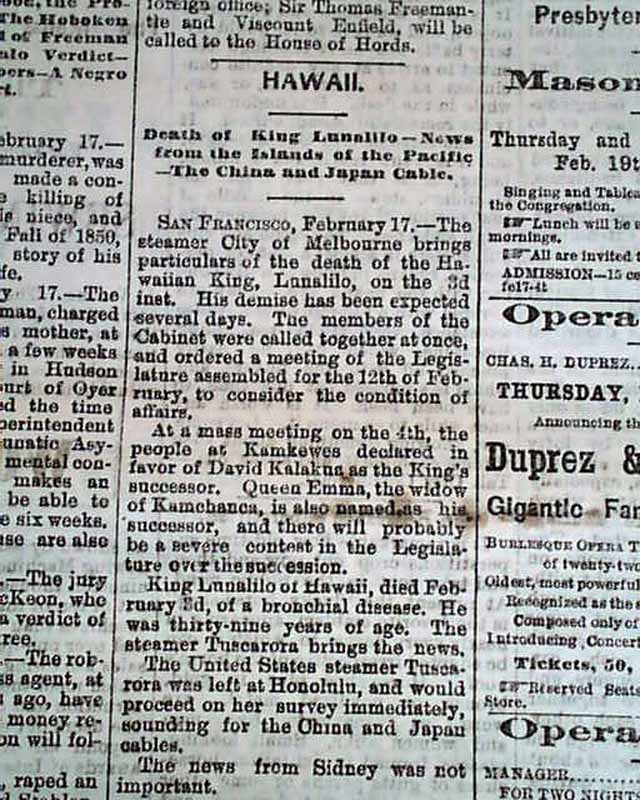 The Hoboken
d of Freeman
alo Verdict—
bers—A Negro
ebruary 17.—
murderer, was
made a con-
e killing of
is niece, and
Fall of 1850,
story of his
fe.
y 17.—The
man, charged
s mother, at
a few weeks
in Hudson
ourt of Oyer
ed the time
perintendent
unatic Asy-
mental con-
makes an
be able to
e six weeks.
use are also
.—The jury
cKeon, who
a verdict of
ree.
.—The rob-
ss agent, at
ago, have
money re-
on will fol-
, raped an
foreign office; Sir Thomas Freeman-
tle and Viscount Enfield, will be
called to the House of Hords.
HAWAII.
Death of King Lunalilo—News
from the Islands of the Pacific
—The China and Japan Cable.
SAN FRANCISCO, February 17.—The
steamer City of Melbourne brings
particulars of the death of the Ha-
waiian King, Lunalilo, on the 3d
inst. His demise has been expected
several days. The members of the
Cabinet were called together at once,
and ordered a meeting of the Legis-
lature assembled for the 12th of Feb-
ruary, to consider the condition of
affairs.
At a mass meeting on the 4th, the
people at Kamkewes declared in
favor of David Kalakua as the King's
successor. Queen Emma, the widow
of Kamchanca, is also named as his
successor, and there will probably
be a severe contest in the Legisla-
ture over the succession.
King Lunalilo of Hawaii, died Feb-
ruary 3d, of a bronchial disease. He
was thirty-nine years of age. The
steamer Tuscarora brings the news.
The United States steamer Tusca-
rora was left at Honolulu, and would
proceed on her survey immediately,
sounding for the China and Japan
cables.
The news from Sidney was not
important.
Presbyte
Mason
Thursday and
Feb. 19t
Singing and Tablea
the Congregation.
Lunch will be
mornings.
All are invited t
ADMISSION—15 ce
fe17-4t
Opera
CHAS. H. DUPREZ..
THURSDAY,
Announcing th
Duprez &
Gigantic Fam
BURLESQUE OPERA T
of twenty-two
Oldest, most powerful
Recognized as the
Composed only of
Introducing, Concert
Tickets, 50,
Reserved Seat
Store.
Opera
MANAGER..........
FOR TWO NIGHTS